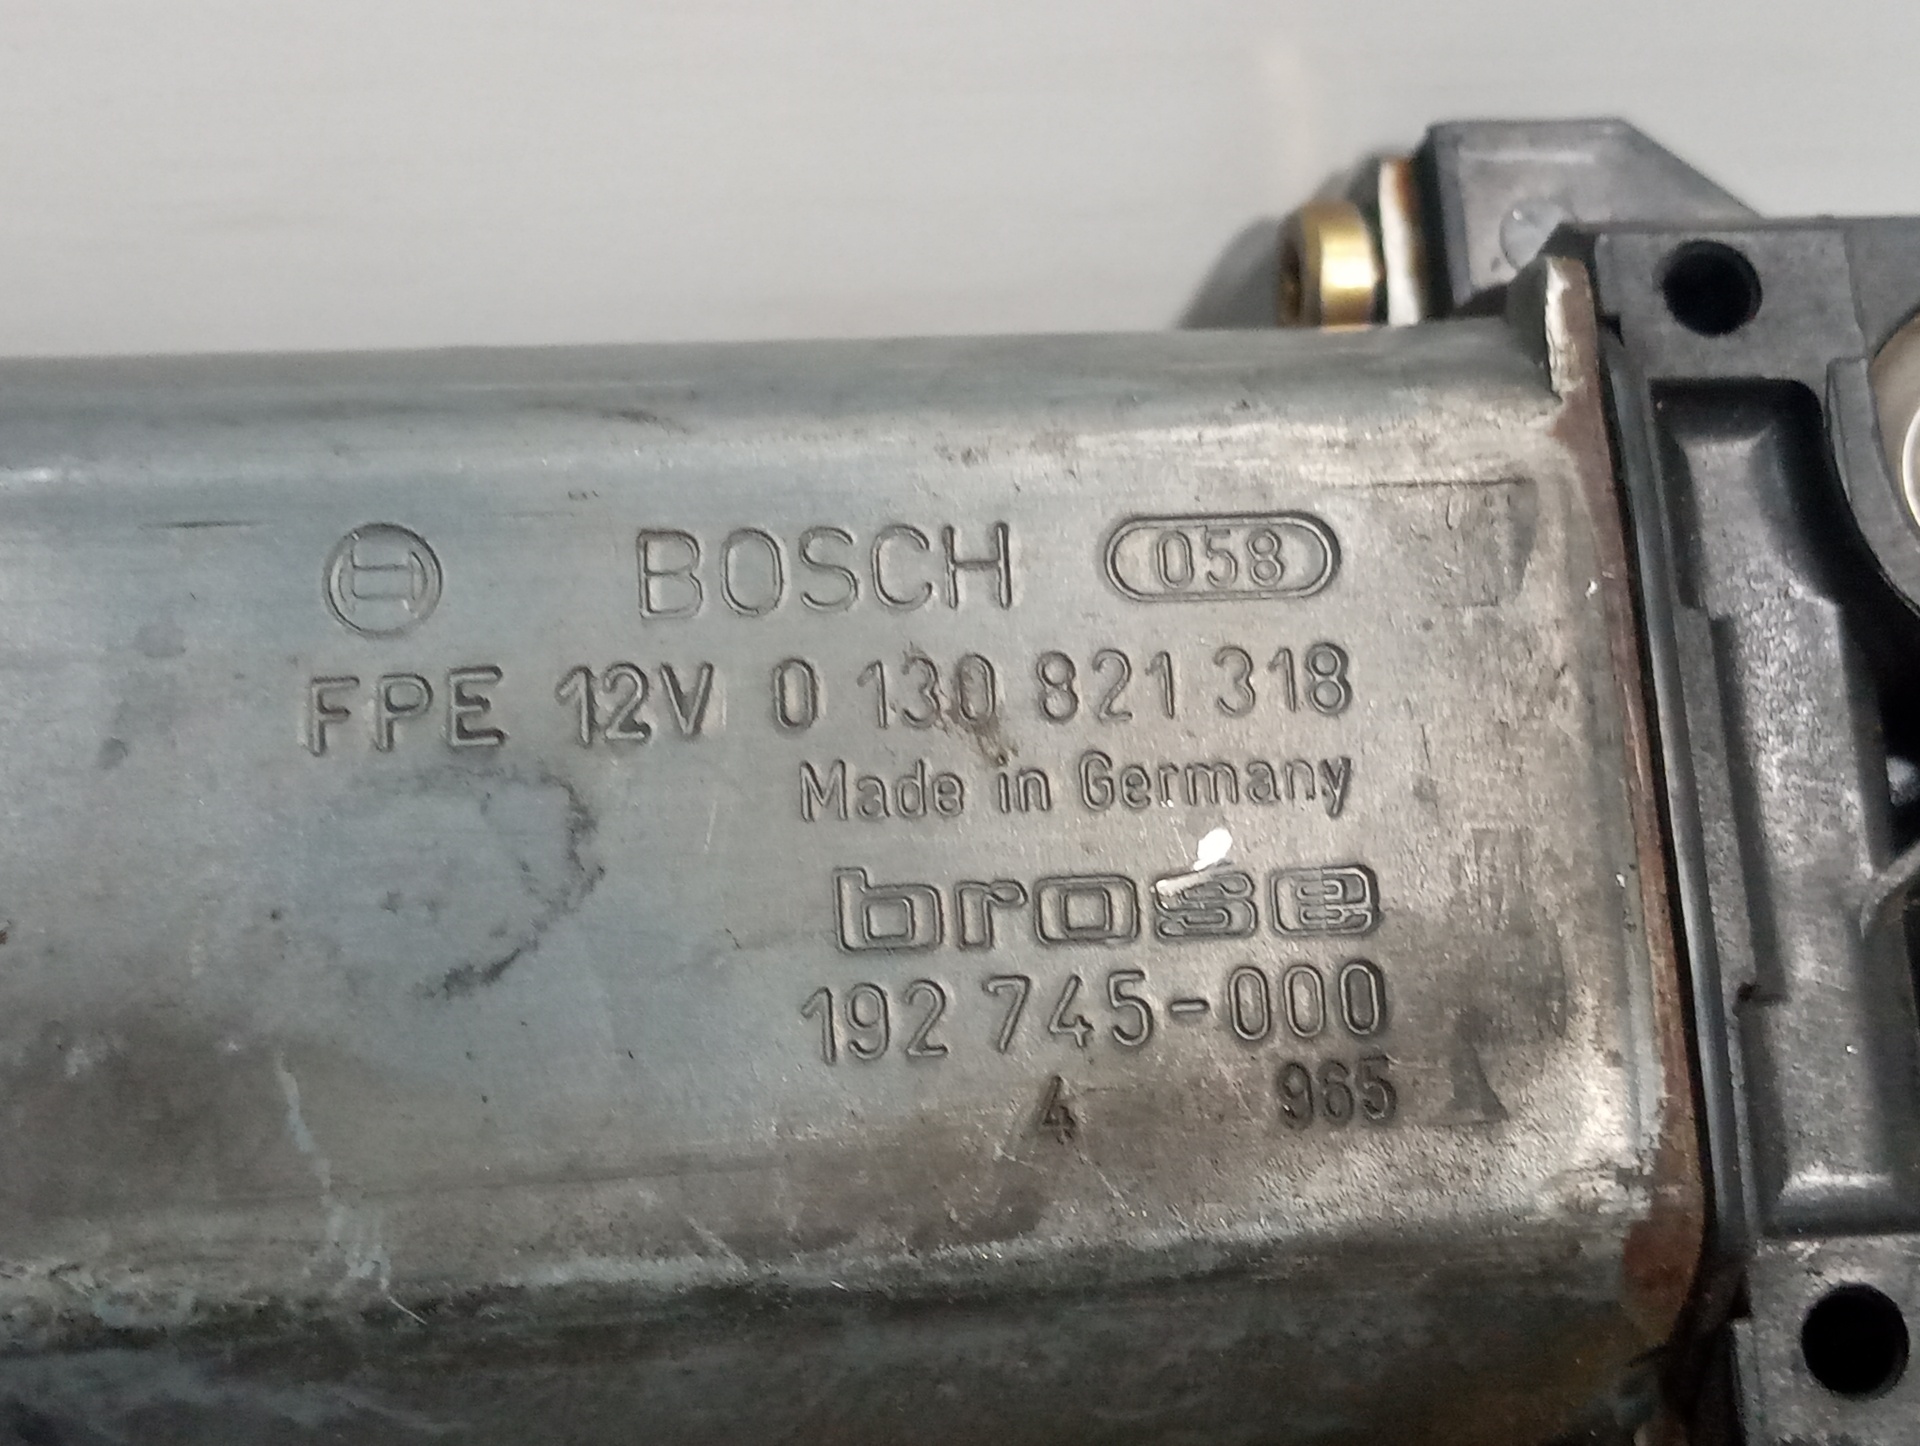 BOSCH 058
FPE 12V 0 130 821 318
Made in Germany
brose
192 745-000
4 965